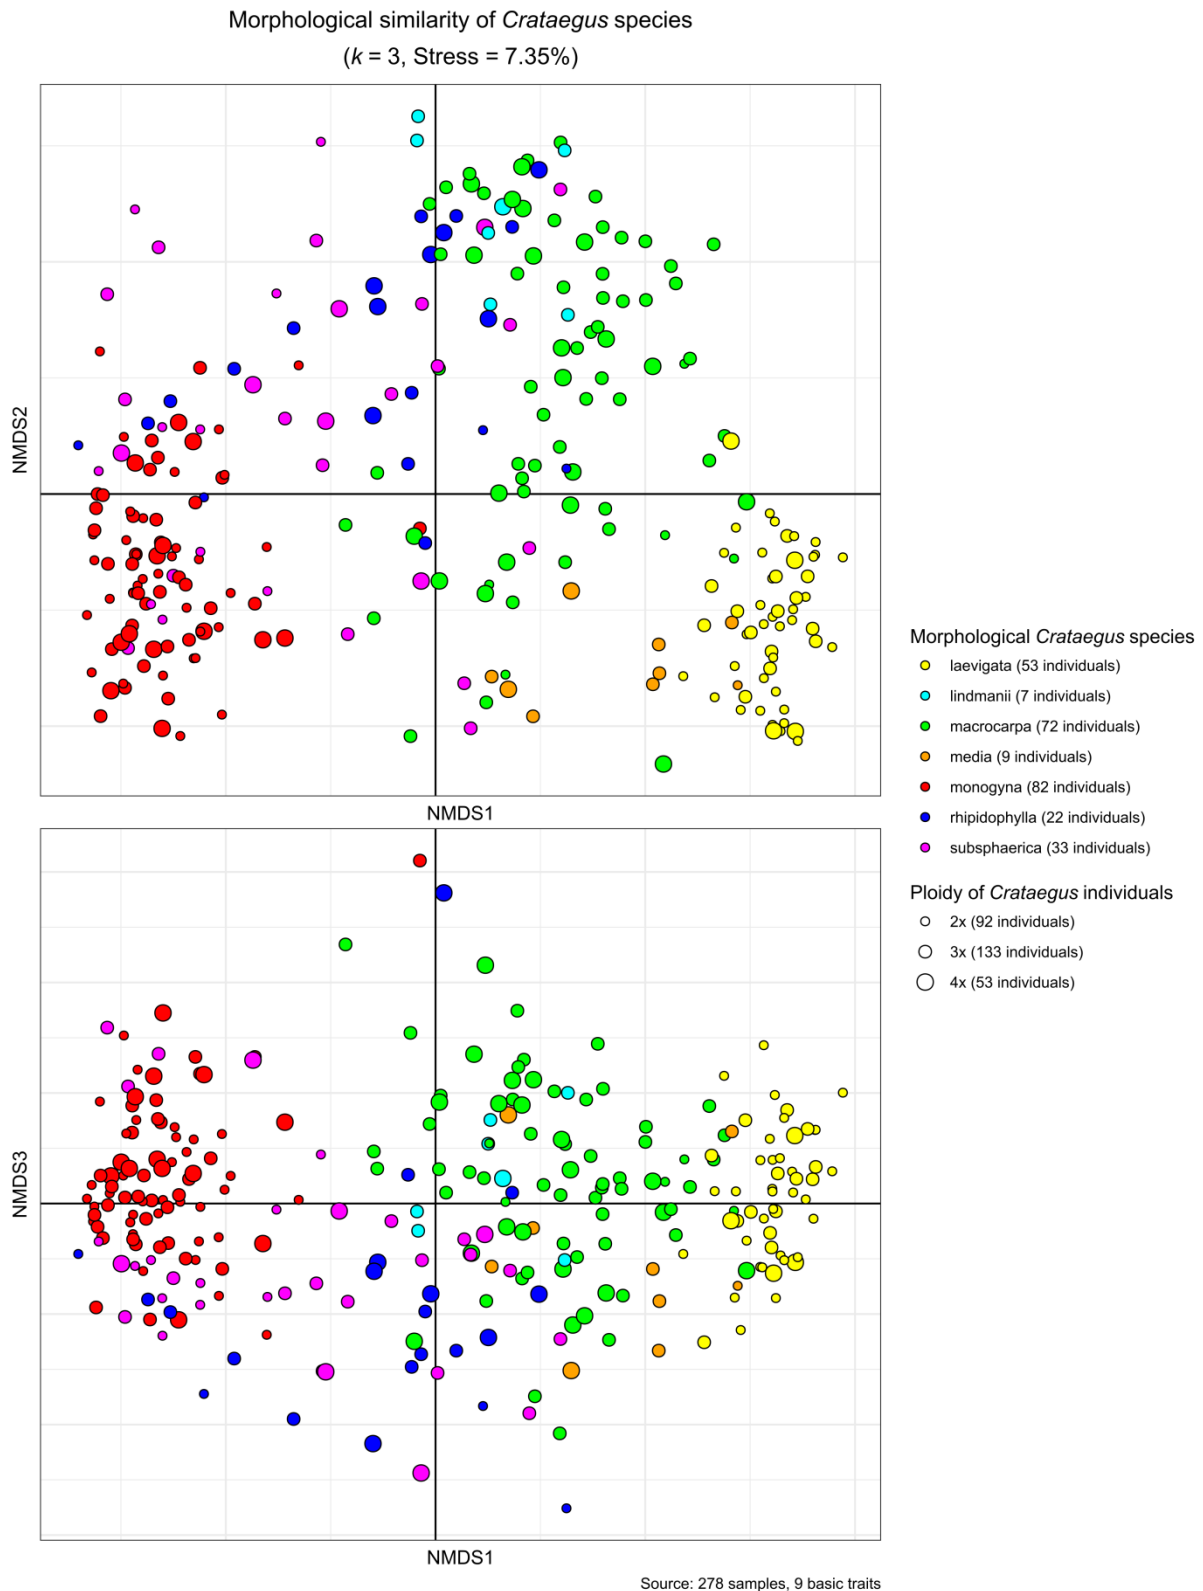 Morphological similarity of Crataegus species
(k = 3, Stress = 7.35%)
NMDS2
NMDS1
Morphological Crataegus species
laevigata (53 individuals)
lindmanii (7 individuals)
macrocarpa (72 individuals)
media (9 individuals)
monogyna (82 individuals)
rhipidophylla (22 individuals)
subsphaerica (33 individuals)
Ploidy of Crataegus individuals
2x (92 individuals)
3x (133 individuals)
4x (53 individuals)
NMDS3
NMDS1
Source: 278 samples, 9 basic traits